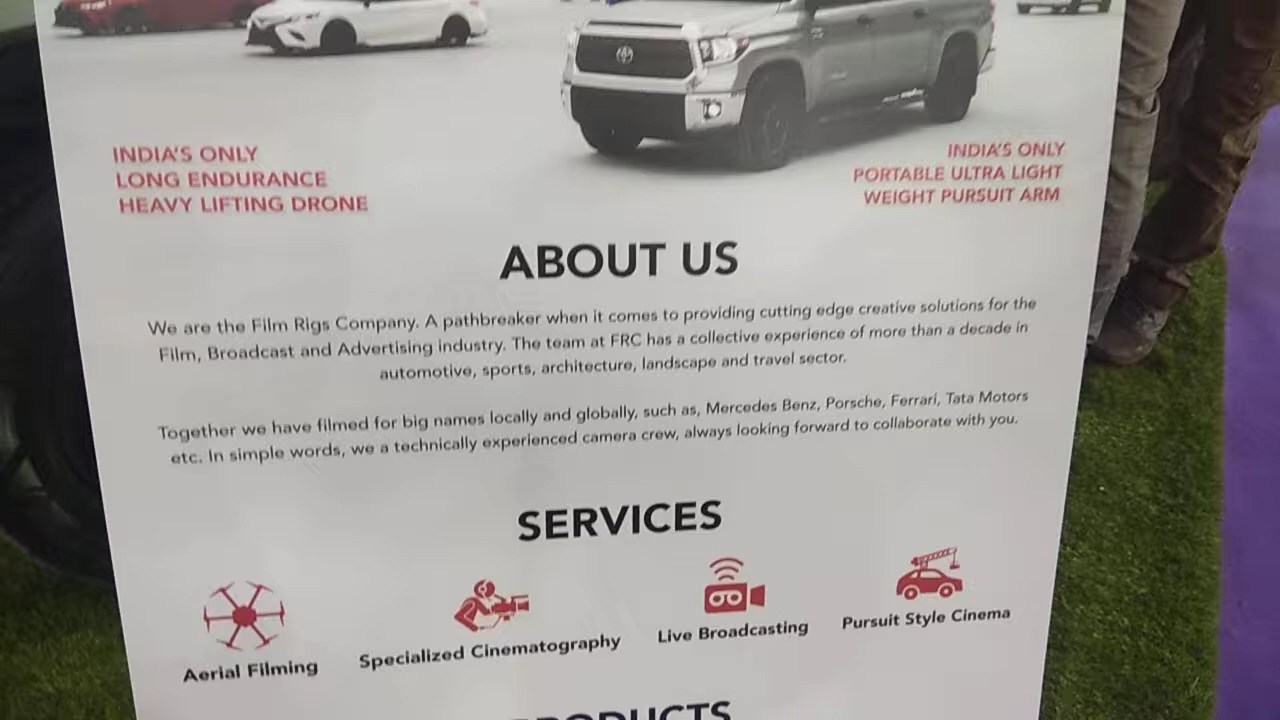 INDIA'S ONLY
LONG ENDURANCE
HEAVY LIFTING DRONE
INDIA'S ONLY
PORTABLE ULTRA LIGHT
WEIGHT PURSUIT ARM
ABOUT US
We are the Film Rigs Company. A pathbreaker when it comes to providing cutting edge creative solutions for the
Film, Broadcast and Advertising industry. The team at FRC has a collective experience of more than a decade in
automotive, sports, architecture, landscape and travel sector.
Together we have filmed for big names locally and globally, such as, Mercedes Benz, Porsche, Ferrari, Tata Motors
etc. In simple words, we a technically experienced camera crew, always looking forward to collaborate with you.
SERVICES
Aerial Filming
Specialized Cinematography
Live Broadcasting
Pursuit Style Cinema
PRODUCTS